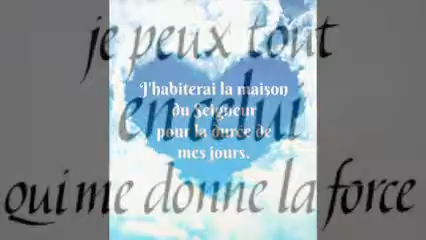 je peux tout
en celui
qui me donne la force
J'habiterai la maison
du Seigneur
pour la durée de
mes jours.